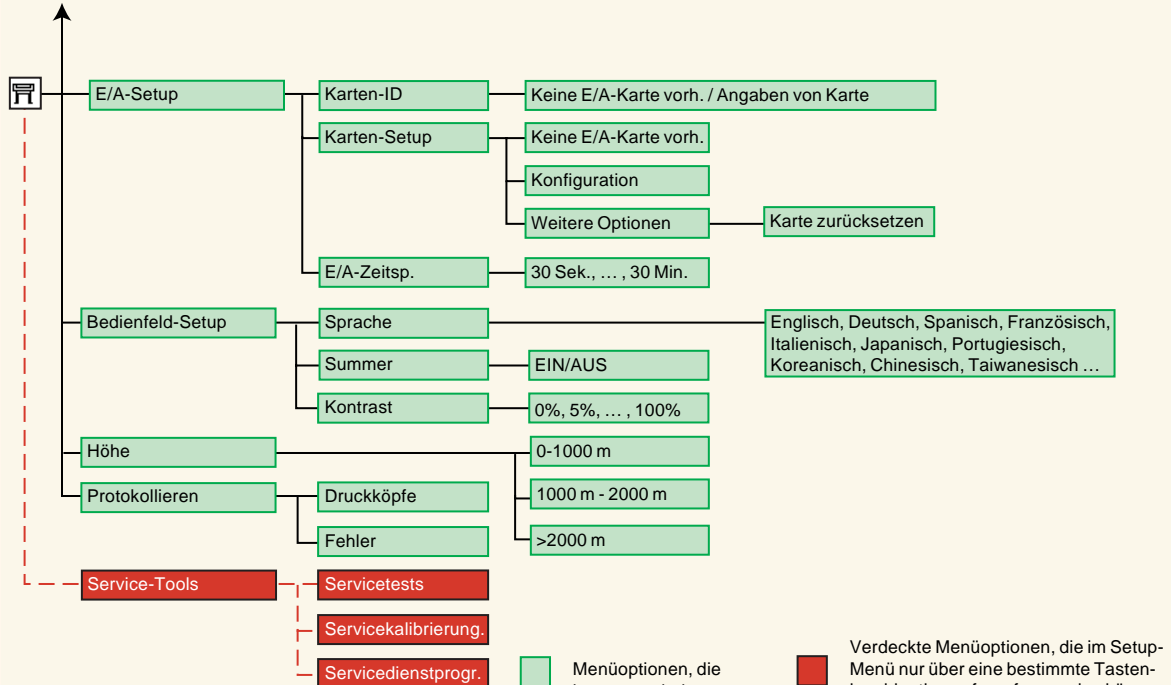 E/A-Setup
Karten-ID
Keine E/A-Karte vorh. / Angaben von Karte
Karten-Setup
Keine E/A-Karte vorh.
Konfiguration
Weitere Optionen
Karte zurücksetzen
E/A-Zeitsp.
30 Sek., ... , 30 Min.
Bedienfeld-Setup
Sprache
Englisch, Deutsch, Spanisch, Französisch,
Italienisch, Japanisch, Portugiesisch,
Koreanisch, Chinesisch, Taiwanesisch ...
Summer
EIN/AUS
Kontrast
0%, 5%, ... , 100%
Höhe
0-1000 m
1000 m - 2000 m
>2000 m
Protokollieren
Druckköpfe
Fehler
Service-Tools
Servicetests
Servicekalibrierung.
Servicedienstprogr.
Menüoptionen, die
Verdeckte Menüoptionen, die im Setup-
Menü nur über eine bestimmte Tasten-